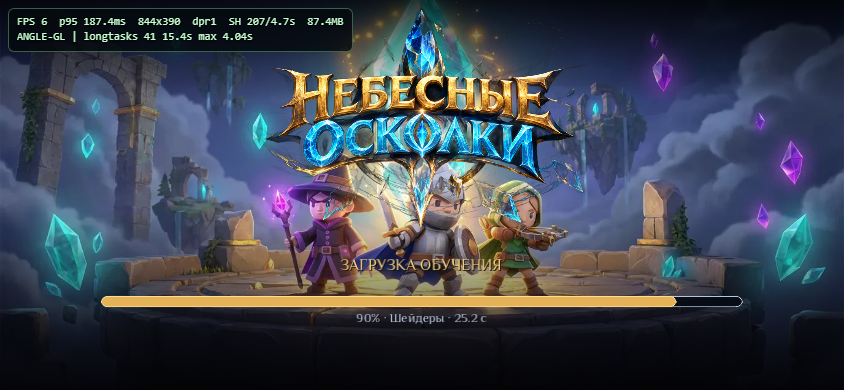 FPS 6 p95 187.4ms 844x390 dpr1 SH 207/4.7s 87.4MB
ANGLE-GL | longtasks 41 15.4s max 4.04s
НЕБЕСНЫЕ
ОСКОЛКИ
ЗАГРУЗКА ОБУЧЕНИЯ
90% · Шейдеры · 25.2 с